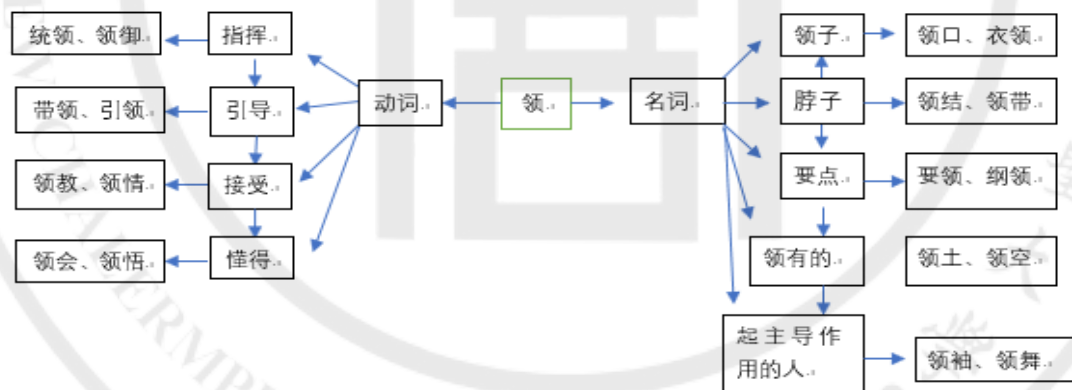 统领、领御
指挥
领子
领口、衣领
带领、引领
引导
动词
领
名词
脖子
领结、领带
领教、领情
接受
要点
要领、纲领
领会、领悟
懂得
领有的
领土、领空
起主导作
用的人
领袖、领舞